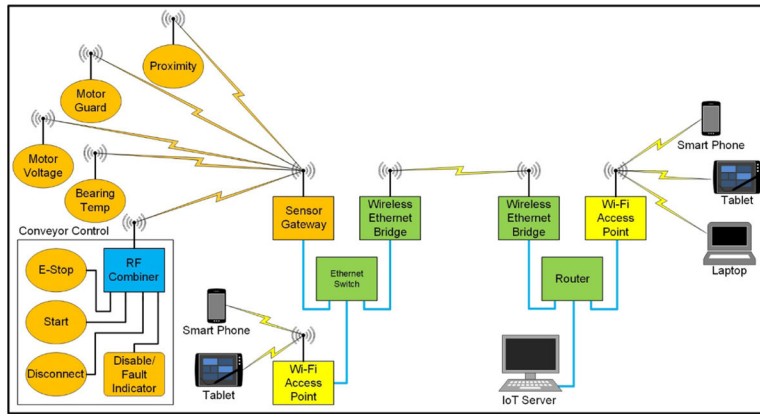 Proximity
Motor
Guard
Motor
Voltage
Bearing
Temp
Conveyor Control
E-Stop
Start
Disconnect
RF
Combiner
Disable/
Fault
Indicator
Sensor
Gateway
Wireless
Ethernet
Bridge
Ethernet
Switch
Smart Phone
Tablet
Wi-Fi
Access
Point
Wireless
Ethernet
Bridge
Wi-Fi
Access
Point
Router
IoT Server
Smart Phone
Tablet
Laptop